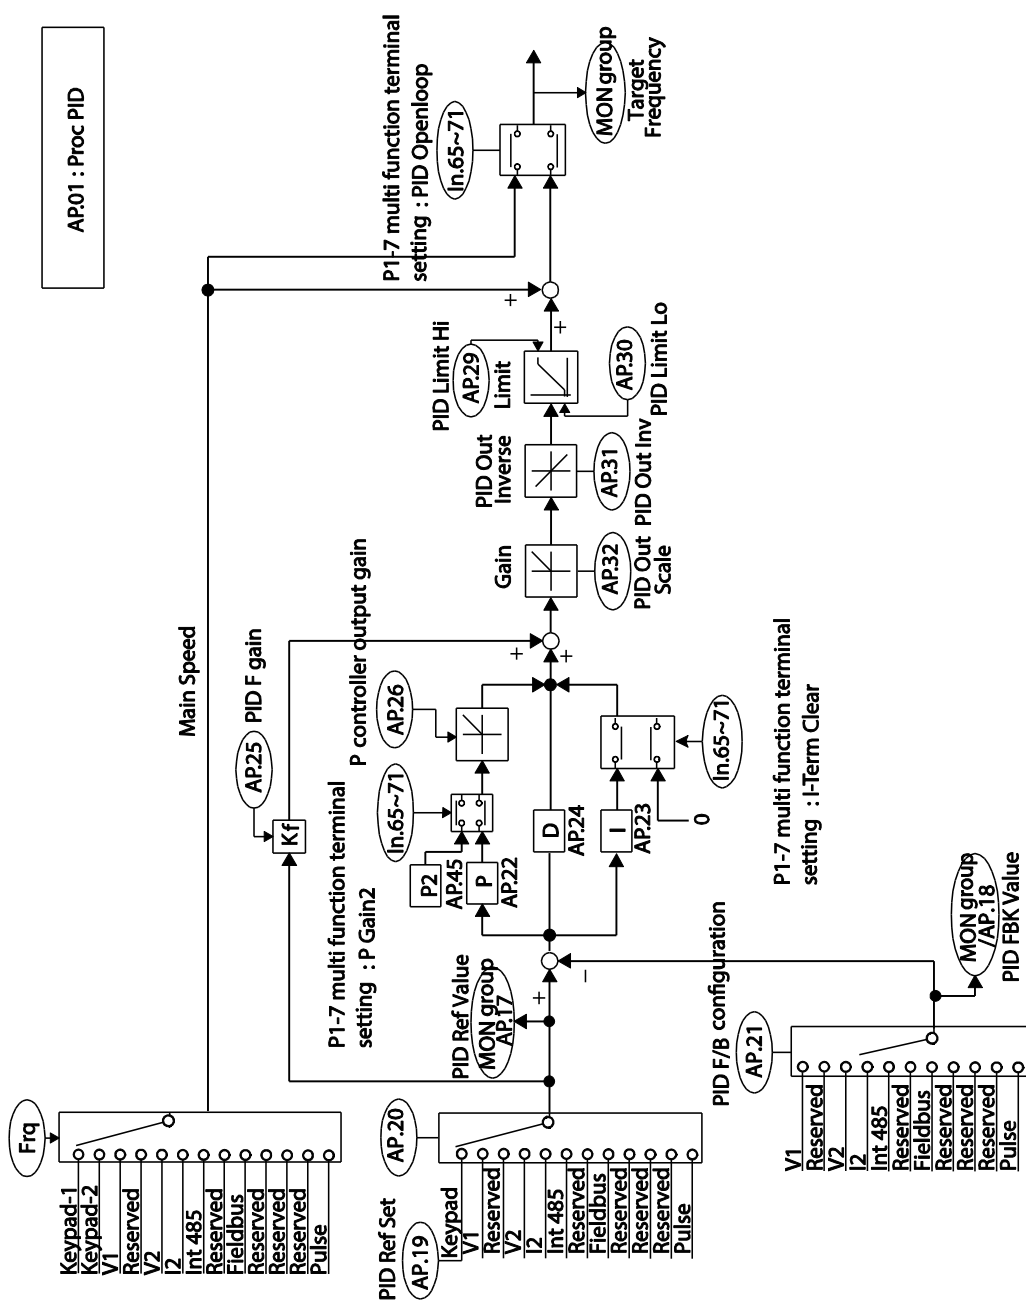 AP.01 : Proc PID
Frq
Keypad-1
Keypad-2
V1
Reserved
V2
I2
Int 485
Reserved
Fieldbus
Reserved
Reserved
Reserved
Pulse
Main Speed
AP.25
PID F gain
Kf
P1-7 multi function terminal
setting : PID Openloop
In.65~71
MON group
Target
Frequency
PID Ref Set
AP.19
AP.20
Keypad
V1
Reserved
V2
I2
Int 485
Reserved
Fieldbus
Reserved
Reserved
Reserved
Pulse
PID Ref Value
MON group
AP.17
+
−
P1-7 multi function terminal
setting : P Gain2
In.65~71
P2
AP.45
P
AP.22
P controller output gain
AP.26
D
AP.24
I
AP.23
0
In.65~71
P1-7 multi function terminal
setting : I-Term Clear
+
+
Gain
AP.32
PID Out
Scale
PID Out
Inverse
AP.31
PID Out Inv
PID Limit Hi
AP.29
Limit
AP.30
PID Limit Lo
+
+
PID F/B configuration
AP.21
V1
Reserved
V2
I2
Int 485
Reserved
Fieldbus
Reserved
Reserved
Reserved
Pulse
MON group
/AP.18
PID FBK Value